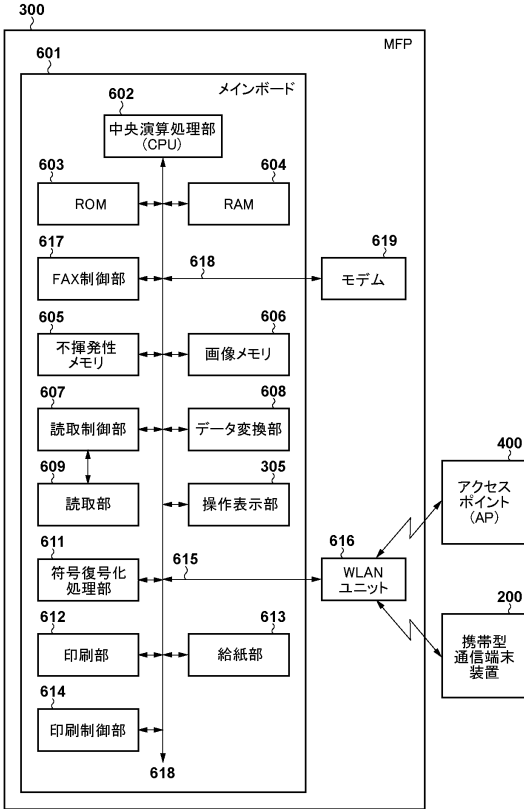 300
MFP
601
メインボード
602
中央演算処理部
(CPU)
603
ROM
604
RAM
617
FAX制御部
618
619
モデム
605
不揮発性
メモリ
606
画像メモリ
607
読取制御部
608
データ変換部
609
読取部
305
操作表示部
400
アクセス
ポイント
(AP)
611
符号復号化
処理部
615
616
WLAN
ユニット
612
印刷部
613
給紙部
200
携帯型
通信端末
装置
614
印刷制御部
618